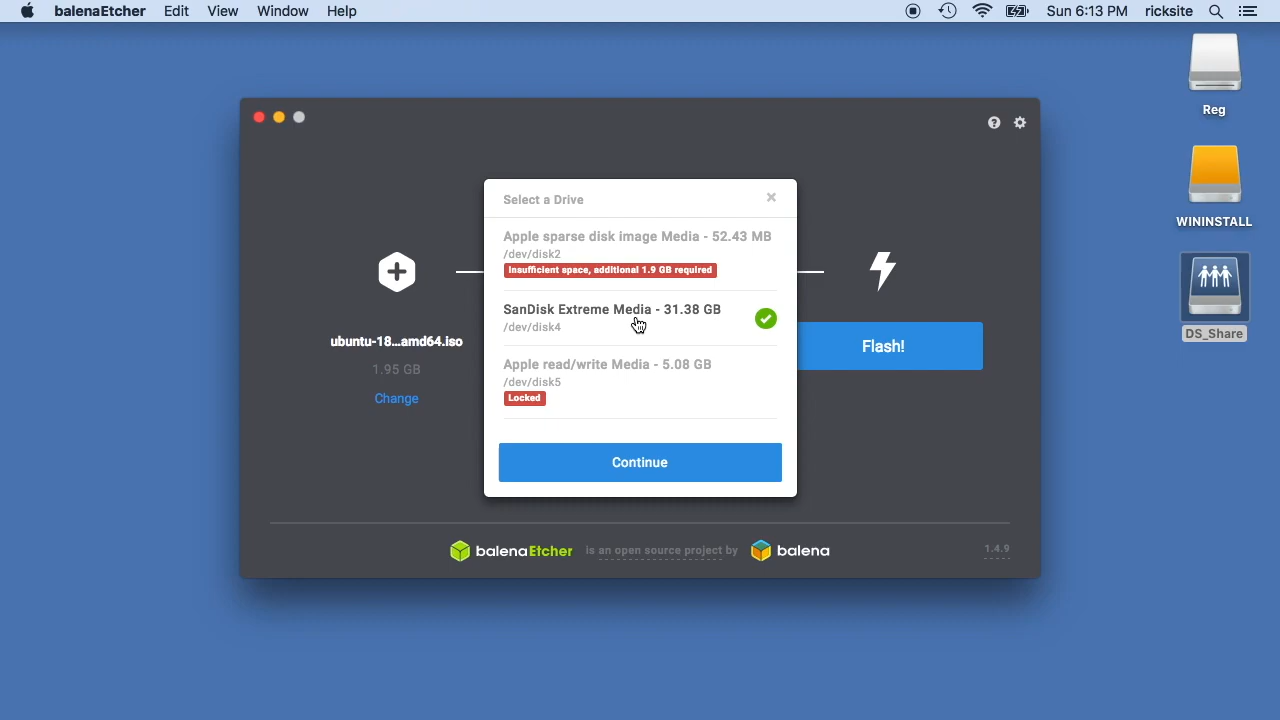 balenaEtcher Edit View Window Help Sun 6:13 PM ricksite
Reg
WININSTALL
DS_Share
Select a Drive
Apple sparse disk image Media - 52.43 MB
/dev/disk2
Insufficient space, additional 1.9 GB required
SanDisk Extreme Media - 31.38 GB
/dev/disk4
Apple read/write Media - 5.08 GB
/dev/disk5
Locked
Continue
ubuntu-18...amd64.iso
1.95 GB
Change
Flash!
balenaEtcher is an open source project by balena 1.4.9